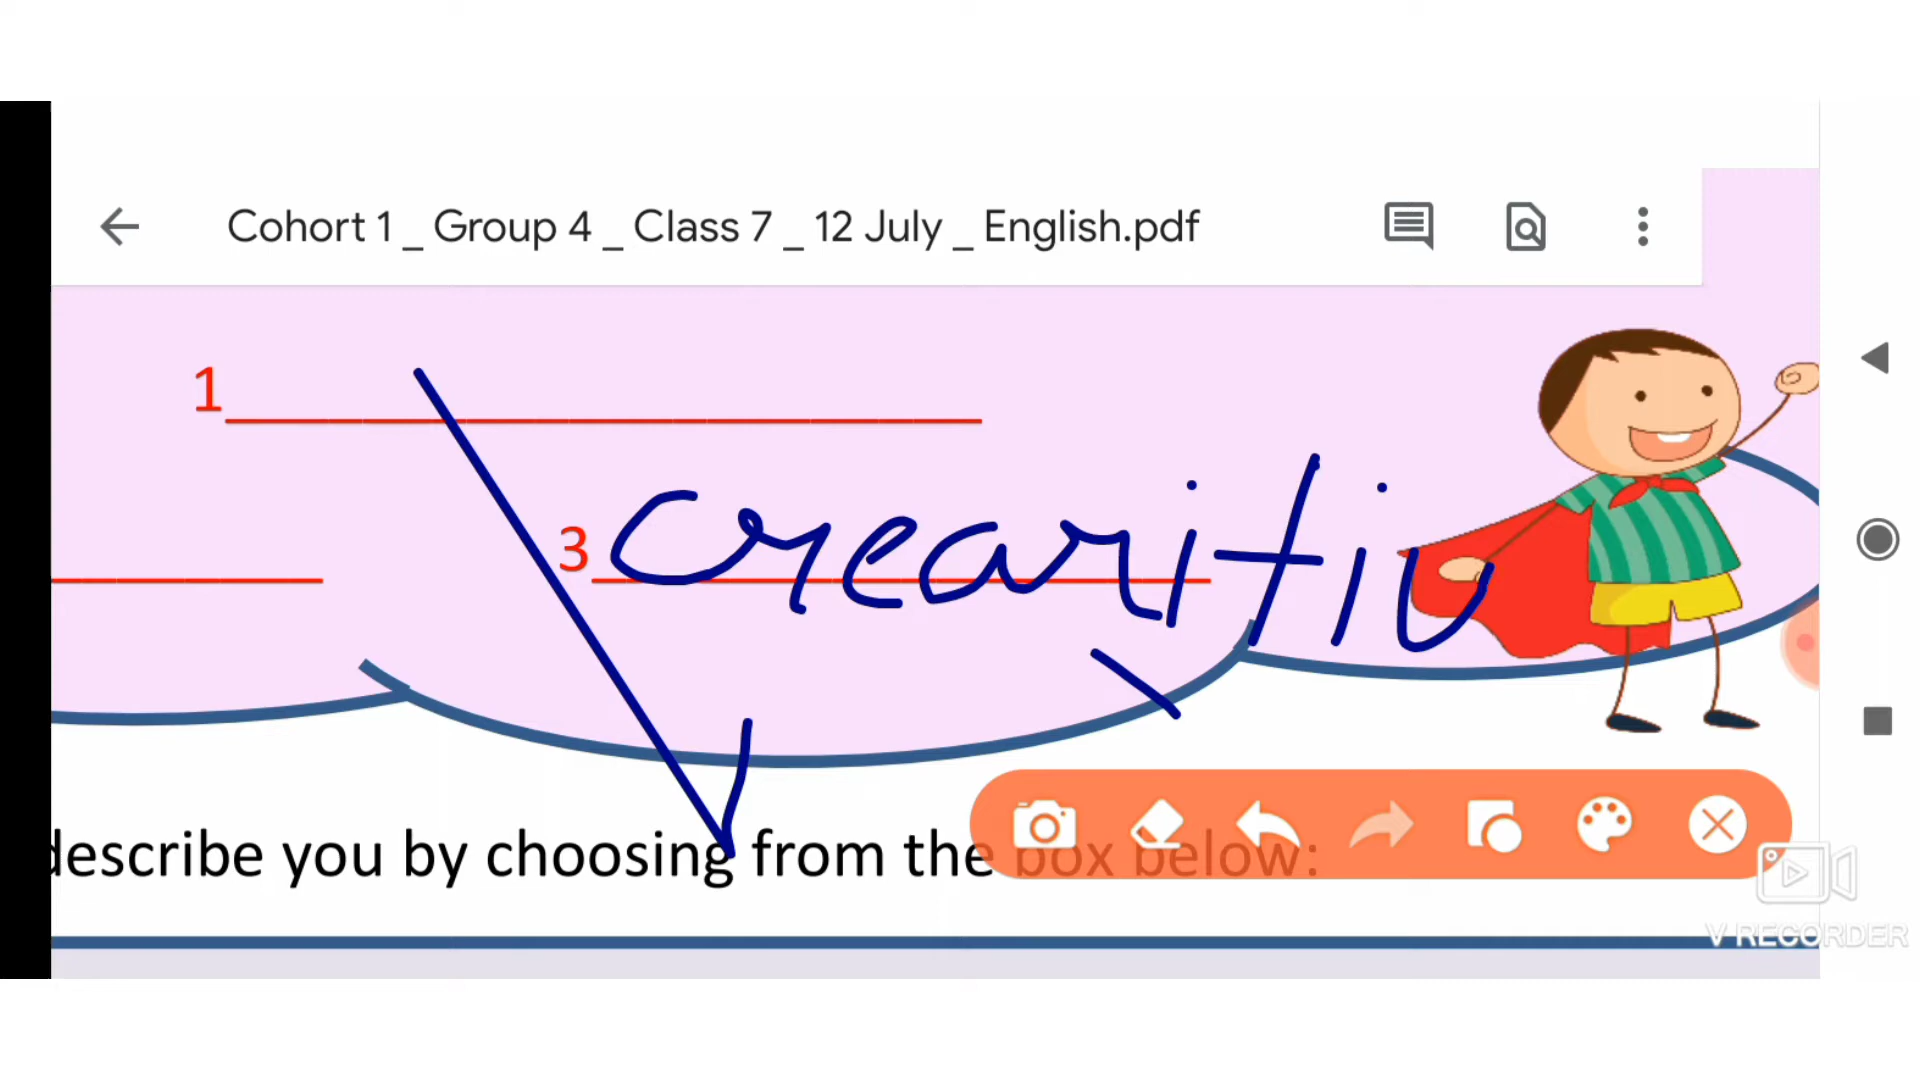 Cohort 1 _ Group 4 _ Class 7 _ 12 July _ English.pdf
1
3 crearitiv
describe you by choosing from the box below:
V RECORDER